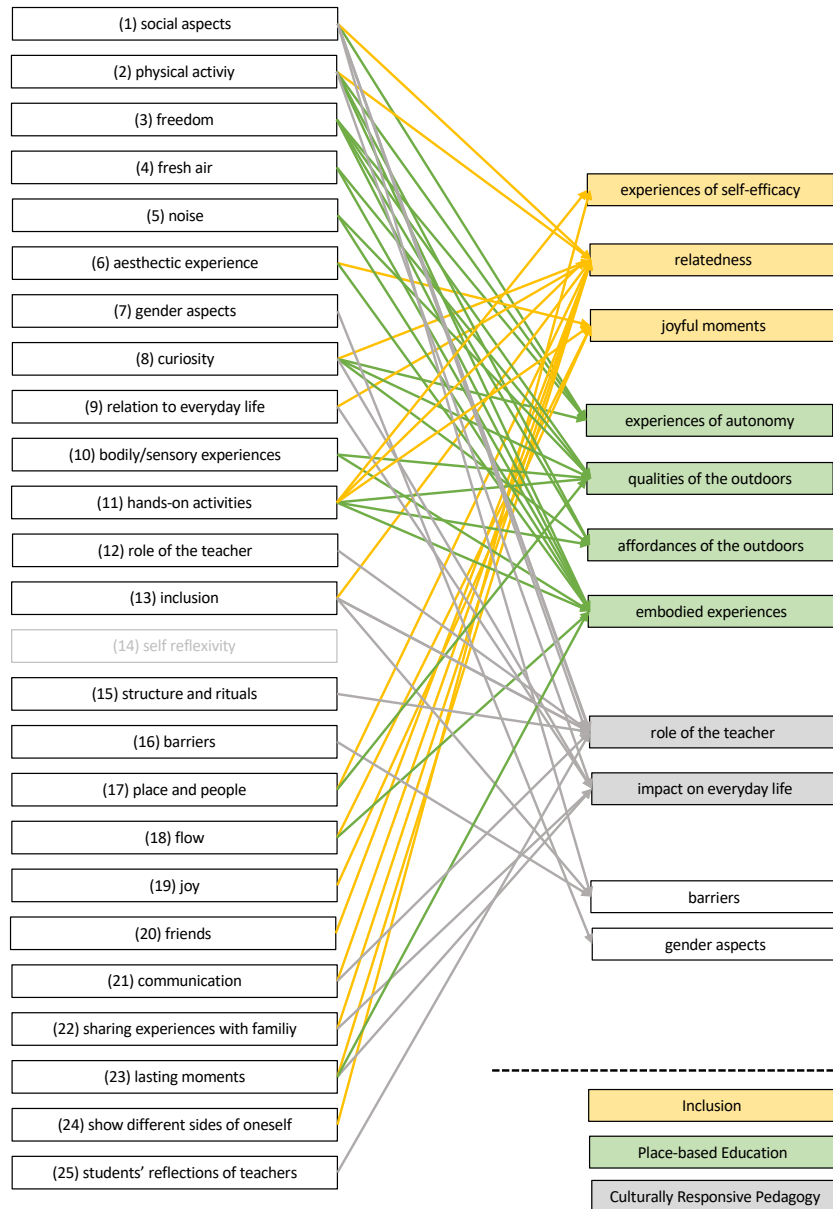 (1) social aspects
(2) physical activiy
(3) freedom
(4) fresh air
(5) noise
(6) aesthectic experience
(7) gender aspects
(8) curiosity
(9) relation to everyday life
(10) bodily/sensory experiences
(11) hands-on activities
(12) role of the teacher
(13) inclusion
(14) self reflexivity
(15) structure and rituals
(16) barriers
(17) place and people
(18) flow
(19) joy
(20) friends
(21) communication
(22) sharing experiences with familiy
(23) lasting moments
(24) show different sides of oneself
(25) students’ reflections of teachers
experiences of self-efficacy
relatedness
joyful moments
experiences of autonomy
qualities of the outdoors
affordances of the outdoors
embodied experiences
role of the teacher
impact on everyday life
barriers
gender aspects
Inclusion
Place-based Education
Culturally Responsive Pedagogy